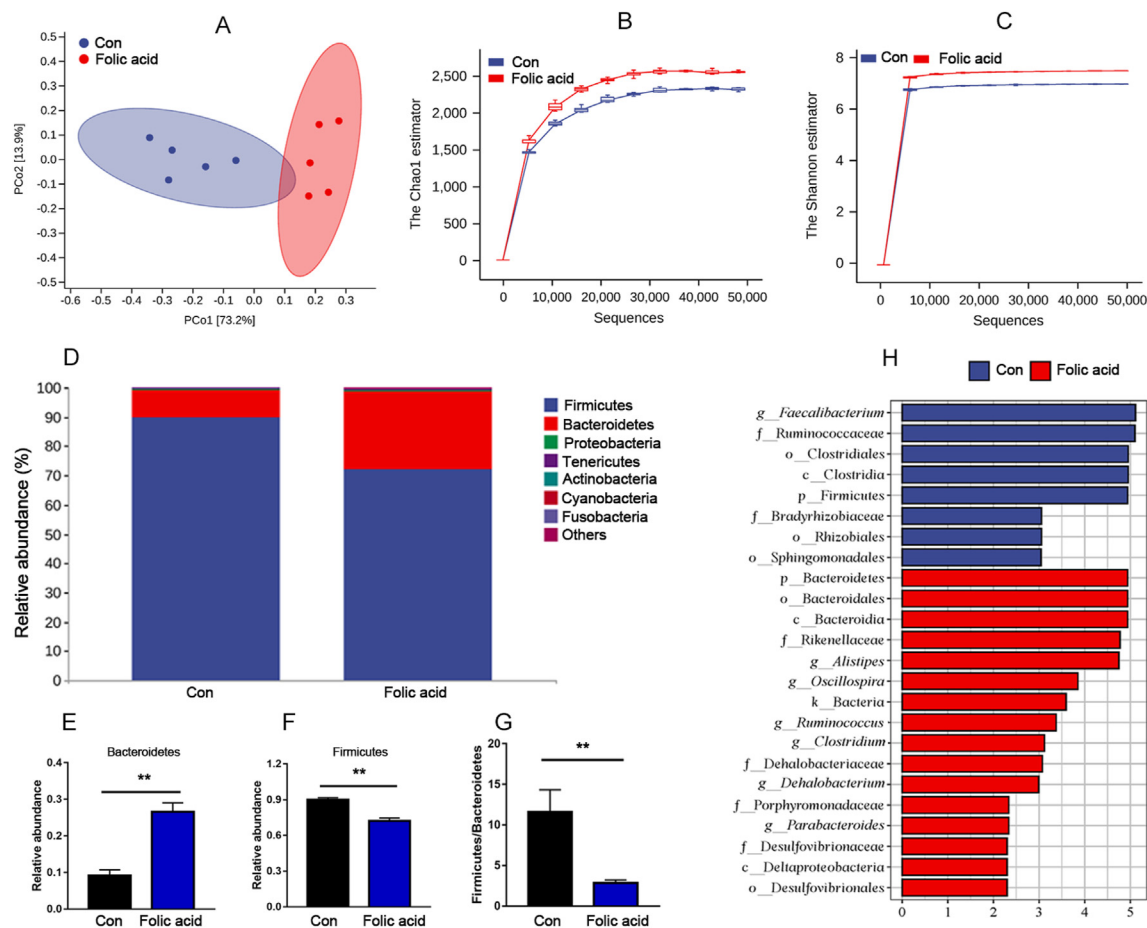 A
Con
Folic acid
0.5
0.4
0.3
0.2
0.1
0.0
-0.1
-0.2
-0.3
-0.4
-0.5
PCo2 [13.9%]
-0.6 -0.5 -0.4 -0.3 -0.2 -0.1 0.0 0.1 0.2 0.3
PCo1 [73.2%]
B
Con
Folic acid
2,500
2,000
1,500
1,000
500
0
The Chao1 estimator
0 10,000 20,000 30,000 40,000 50,000
Sequences
C
Con Folic acid
8
6
4
2
0
The Shannon estimator
0 10,000 20,000 30,000 40,000 50,000
Sequences
D
100
90
80
70
60
50
40
30
20
10
0
Relative abundance (%)
Con Folic acid
Firmicutes
Bacteroidetes
Proteobacteria
Tenericutes
Actinobacteria
Cyanobacteria
Fusobacteria
Others
E
Bacteroidetes
**
0.4
0.3
0.2
0.1
0.0
Relative abundance
Con Folic acid
F
Firmicutes
**
1.2
0.9
0.6
0.3
0.0
Relative abundance
Con Folic acid
G
**
20
15
10
5
0
Firmicutes/Bacteroidetes
Con Folic acid
H
Con Folic acid
g__Faecalibacterium
f__Ruminococcaceae
o__Clostridiales
c__Clostridia
p__Firmicutes
f__Bradyrhizobiaceae
o__Rhizobiales
o__Sphingomonadales
p__Bacteroidetes
o__Bacteroidales
c__Bacteroidia
f__Rikenellaceae
g__Alistipes
g__Oscillospira
k__Bacteria
g__Ruminococcus
g__Clostridium
f__Dehalobacteriaceae
g__Dehalobacterium
f__Porphyromonadaceae
g__Parabacteroides
f__Desulfovibrionaceae
c__Deltaproteobacteria
o__Desulfovibrionales
0 1 2 3 4 5